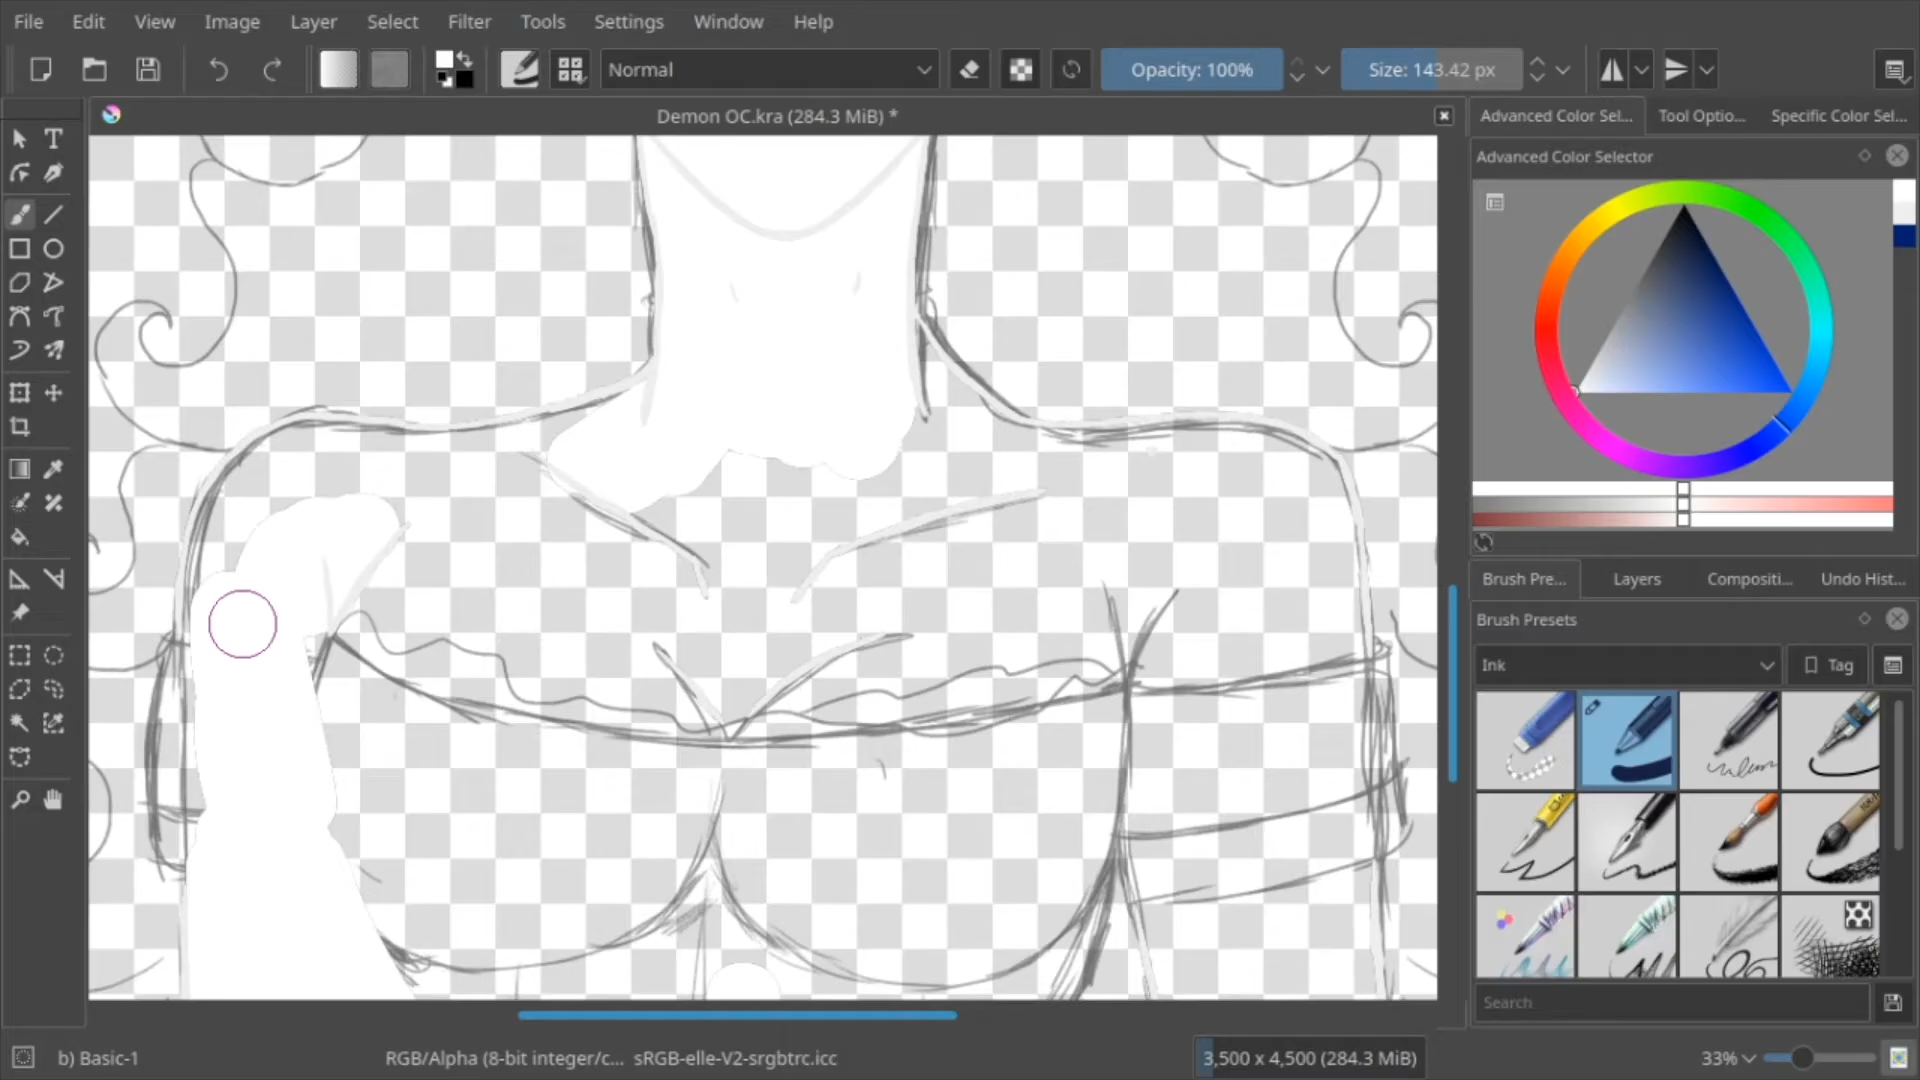 File Edit View Image Layer Select Filter Tools Settings Window Help
Normal Opacity: 100% Size: 143.42 px
Demon OC.kra (284.3 MiB) *
Advanced Color Sel... Tool Optio... Specific Color Sel...
Advanced Color Selector
Brush Pre... Layers Compositi... Undo Hist...
Brush Presets
Ink Tag
Search
b) Basic-1 RGB/Alpha (8-bit integer/c... sRGB-elle-V2-srgbtrc.icc 3,500 x 4,500 (284.3 MiB) 33%